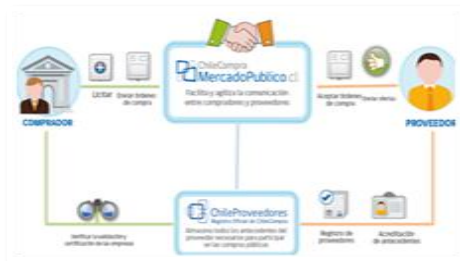 ChileCompra
MercadoPublico.cl
Facilita y agiliza la comunicación
entre compradores y proveedores
Licitar
Enviar órdenes
de compra
Aceptar órdenes
de compra
Enviar ofertas
COMPRADOR
PROVEEDOR
ChileProveedores
Registro Oficial de ChileCompra
Almacena todos los antecedentes del
proveedor necesarios para participar
en las compras públicas
Verificar la validación y
certificación de las empresas
Registro de
proveedores
Acreditación
de antecedentes